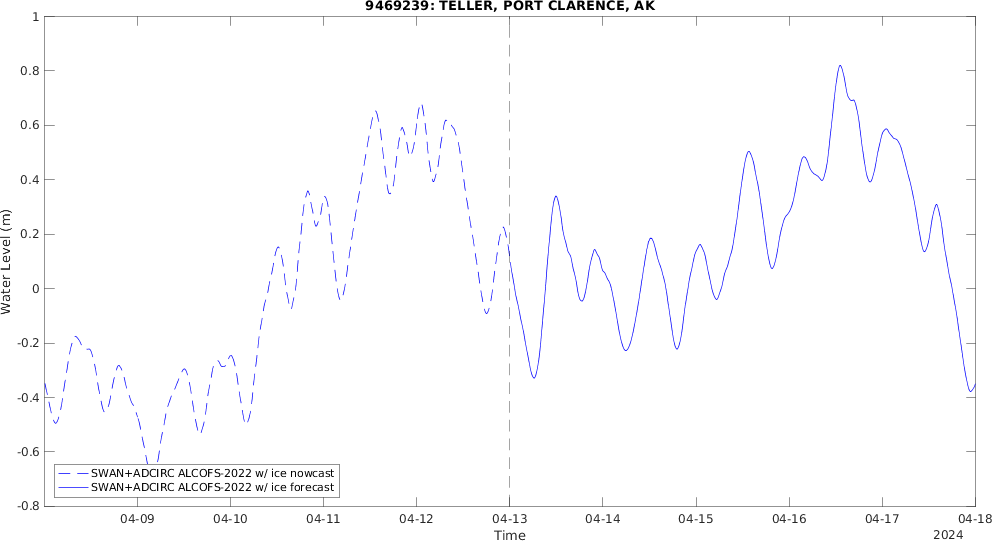 9469239: TELLER, PORT CLARENCE, AK
Water Level (m)
1
0.8
0.6
0.4
0.2
0
-0.2
-0.4
-0.6
-0.8
SWAN+ADCIRC ALCOFS-2022 w/ ice nowcast
SWAN+ADCIRC ALCOFS-2022 w/ ice forecast
04-09 04-10 04-11 04-12 04-13 04-14 04-15 04-16 04-17 04-18
Time
2024